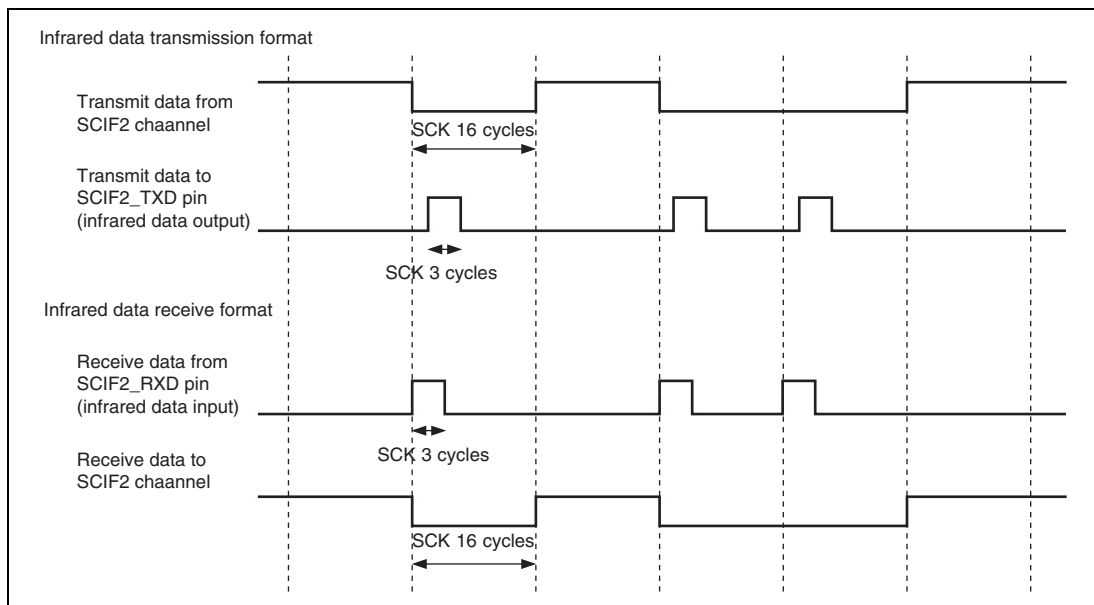 Infrared data transmission format
Transmit data from
SCIF2 chaannel
SCK 16 cycles
Transmit data to
SCIF2_TXD pin
(infrared data output)
SCK 3 cycles
Infrared data receive format
Receive data from
SCIF2_RXD pin
(infrared data input)
SCK 3 cycles
Receive data to
SCIF2 chaannel
SCK 16 cycles